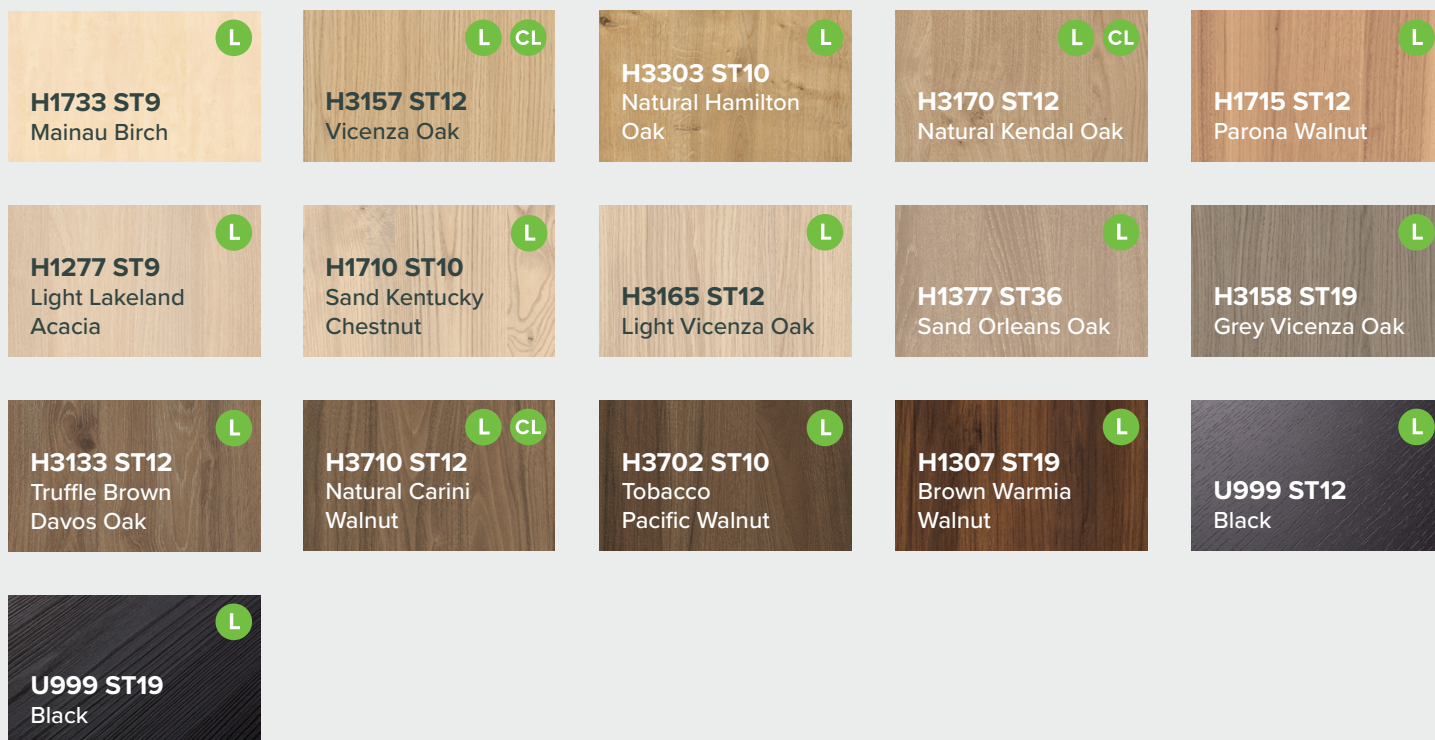 L
H1733 ST9
Mainau Birch
L CL
H3157 ST12
Vicenza Oak
L
H3303 ST10
Natural Hamilton
Oak
L CL
H3170 ST12
Natural Kendal Oak
L
H1715 ST12
Parona Walnut
L
H1277 ST9
Light Lakeland
Acacia
L
H1710 ST10
Sand Kentucky
Chestnut
L
H3165 ST12
Light Vicenza Oak
L
H1377 ST36
Sand Orleans Oak
L
H3158 ST19
Grey Vicenza Oak
L
H3133 ST12
Truffle Brown
Davos Oak
L CL
H3710 ST12
Natural Carini
Walnut
L
H3702 ST10
Tobacco
Pacific Walnut
L
H1307 ST19
Brown Warmia
Walnut
L
U999 ST12
Black
L
U999 ST19
Black